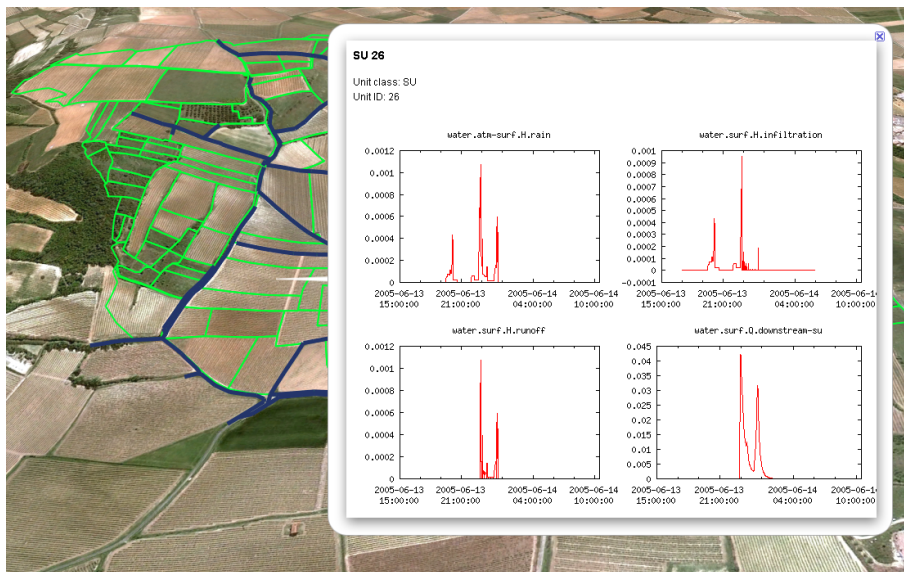 SU 26
Unit class: SU
Unit ID: 26
water.atm-surf.H.rain
0.0012
0.001
0.0008
0.0006
0.0004
0.0002
0
2005-06-13 2005-06-13 2005-06-14 2005-06-14
15:00:00 21:00:00 04:00:00 10:00:00
water.surf.H.infiltration
0.001
0.0009
0.0008
0.0007
0.0006
0.0005
0.0004
0.0003
0.0002
0.0001
0
-0.0001
2005-06-13 2005-06-13 2005-06-14 2005-06-14
15:00:00 21:00:00 04:00:00 10:00:00
water.surf.H.runoff
0.0012
0.001
0.0008
0.0006
0.0004
0.0002
0
2005-06-13 2005-06-13 2005-06-14 2005-06-14
15:00:00 21:00:00 04:00:00 10:00:00
water.surf.Q.downstream-su
0.045
0.04
0.035
0.03
0.025
0.02
0.015
0.01
0.005
0
2005-06-13 2005-06-13 2005-06-14 2005-06-14
15:00:00 21:00:00 04:00:00 10:00:00